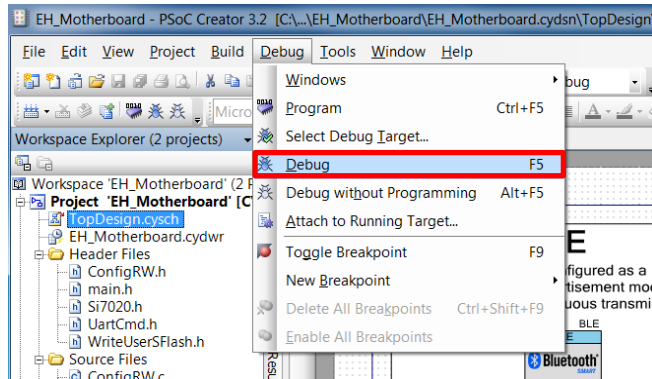 EH_Motherboard - PSoC Creator 3.2 [C:\...\EH_Motherboard\EH_Motherboard.cydsn\TopDesign
File Edit View Project Build Debug Tools Window Help
Windows
Program Ctrl+F5
Select Debug Target...
Debug F5
Debug without Programming Alt+F5
Attach to Running Target...
Toggle Breakpoint F9
New Breakpoint
Delete All Breakpoints Ctrl+Shift+F9
Enable All Breakpoints
bug
Micro
Workspace Explorer (2 projects)
Workspace 'EH_Motherboard' (2 P
Project 'EH_Motherboard' [C
TopDesign.cysch
EH_Motherboard.cydwr
Header Files
ConfigRW.h
main.h
Si7020.h
UartCmd.h
WriteUserSFlash.h
Source Files
ConfigRW.c
Resu
E
figured as a
tisement mo
uous transmi
BLE
E
Bluetooth
SMART